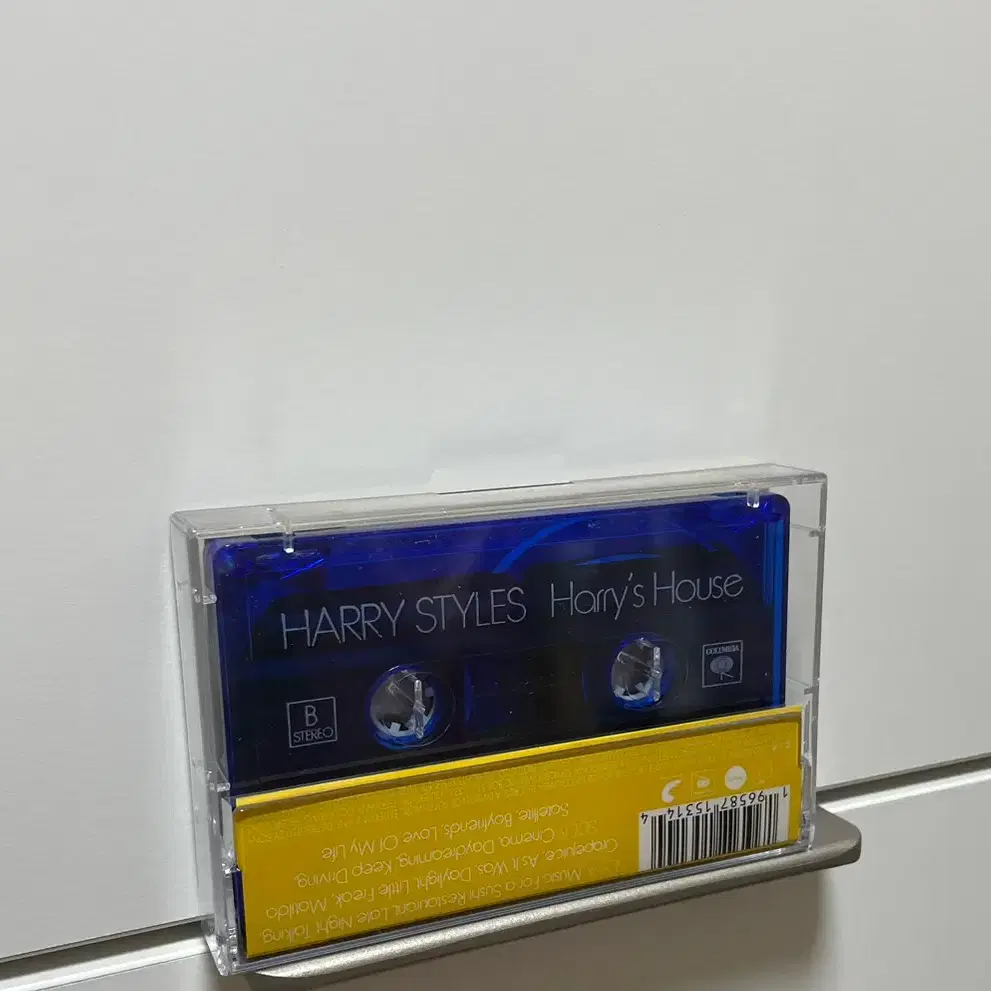 HARRY STYLES Harry's House
B
STEREO
COLUMBIA
Music For a Sushi Restaurant, Late Night Talking,
Grapejuice, As It Was, Daylight, Little Freak, Matilda
Cinema, Daydreaming, Keep Driving,
Satellite, Boyfriends, Love Of My Life
1 96587 15314 4